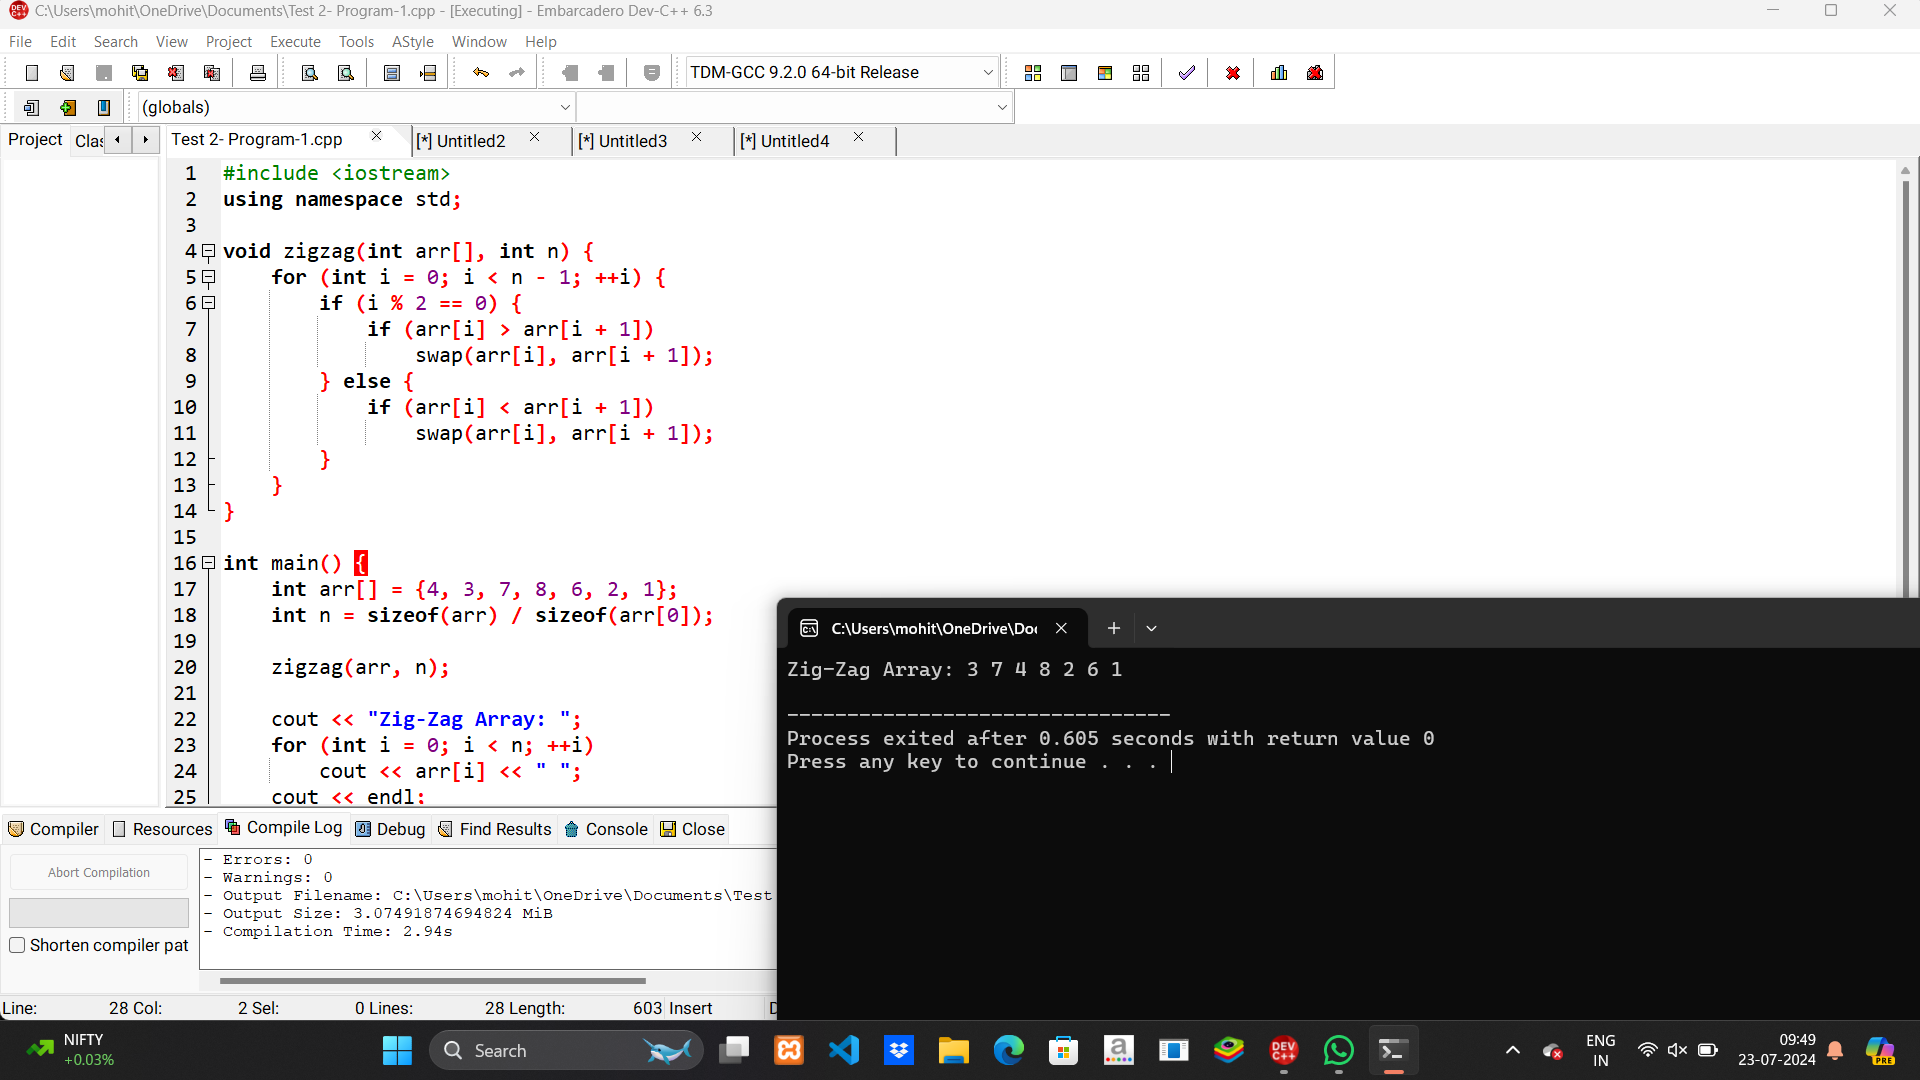 C:\Users\mohit\OneDrive\Documents\Test 2- Program-1.cpp - [Executing] - Embarcadero Dev-C++ 6.3
File Edit Search View Project Execute Tools AStyle Window Help
TDM-GCC 9.2.0 64-bit Release
(globals)
Project Clas Test 2- Program-1.cpp [*] Untitled2 [*] Untitled3 [*] Untitled4
1 #include <iostream>
2 using namespace std;
3
4 void zigzag(int arr[], int n) {
5     for (int i = 0; i < n - 1; ++i) {
6         if (i % 2 == 0) {
7             if (arr[i] > arr[i + 1])
8                 swap(arr[i], arr[i + 1]);
9         } else {
10             if (arr[i] < arr[i + 1])
11                 swap(arr[i], arr[i + 1]);
12         }
13     }
14 }
15
16 int main() {
17     int arr[] = {4, 3, 7, 8, 6, 2, 1};
18     int n = sizeof(arr) / sizeof(arr[0]);
19
20     zigzag(arr, n);
21
22     cout << "Zig-Zag Array: ";
23     for (int i = 0; i < n; ++i)
24         cout << arr[i] << " ";
25     cout << endl;
C:\Users\mohit\OneDrive\Doc
Zig-Zag Array: 3 7 4 8 2 6 1
--------------------------------
Process exited after 0.605 seconds with return value 0
Press any key to continue . . .
Compiler Resources Compile Log Debug Find Results Console Close
Abort Compilation
Shorten compiler pat
- Errors: 0
- Warnings: 0
- Output Filename: C:\Users\mohit\OneDrive\Documents\Test
- Output Size: 3.07491874694824 MiB
- Compilation Time: 2.94s
Line: 28 Col: 2 Sel: 0 Lines: 28 Length: 603 Insert
NIFTY
+0.03%
Search
DEV C++
ENG
IN
09:49
23-07-2024
PRE